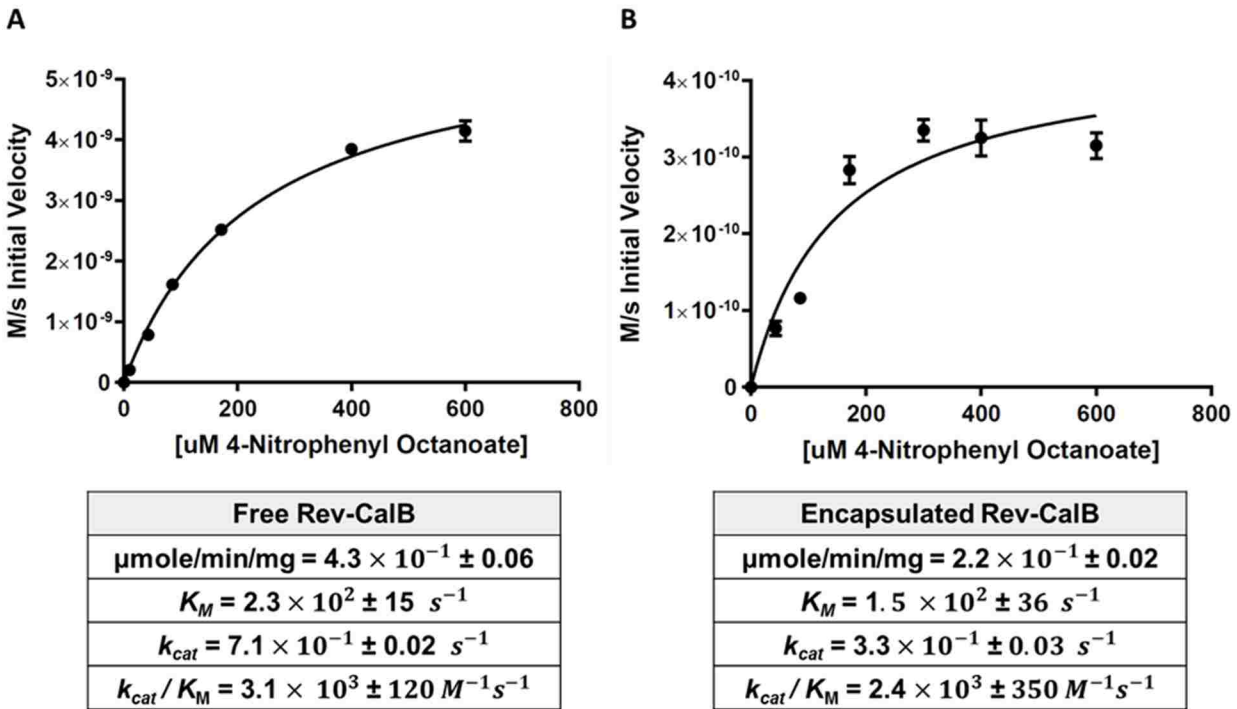 A
M/s Initial Velocity
5×10⁻⁹
4×10⁻⁹
3×10⁻⁹
2×10⁻⁹
1×10⁻⁹
0
0 200 400 600 800
[uM 4-Nitrophenyl Octanoate]
B
M/s Initial Velocity
4×10⁻¹⁰
3×10⁻¹⁰
2×10⁻¹⁰
1×10⁻¹⁰
0
0 200 400 600 800
[uM 4-Nitrophenyl Octanoate]
Free Rev-CalB
μmole/min/mg = 4.3 × 10⁻¹ ± 0.06
K_M = 2.3 × 10² ± 15 s⁻¹
k_cat = 7.1 × 10⁻¹ ± 0.02 s⁻¹
k_cat / K_M = 3.1 × 10³ ± 120 M⁻¹s⁻¹
Encapsulated Rev-CalB
μmole/min/mg = 2.2 × 10⁻¹ ± 0.02
K_M = 1.5 × 10² ± 36 s⁻¹
k_cat = 3.3 × 10⁻¹ ± 0.03 s⁻¹
k_cat / K_M = 2.4 × 10³ ± 350 M⁻¹s⁻¹